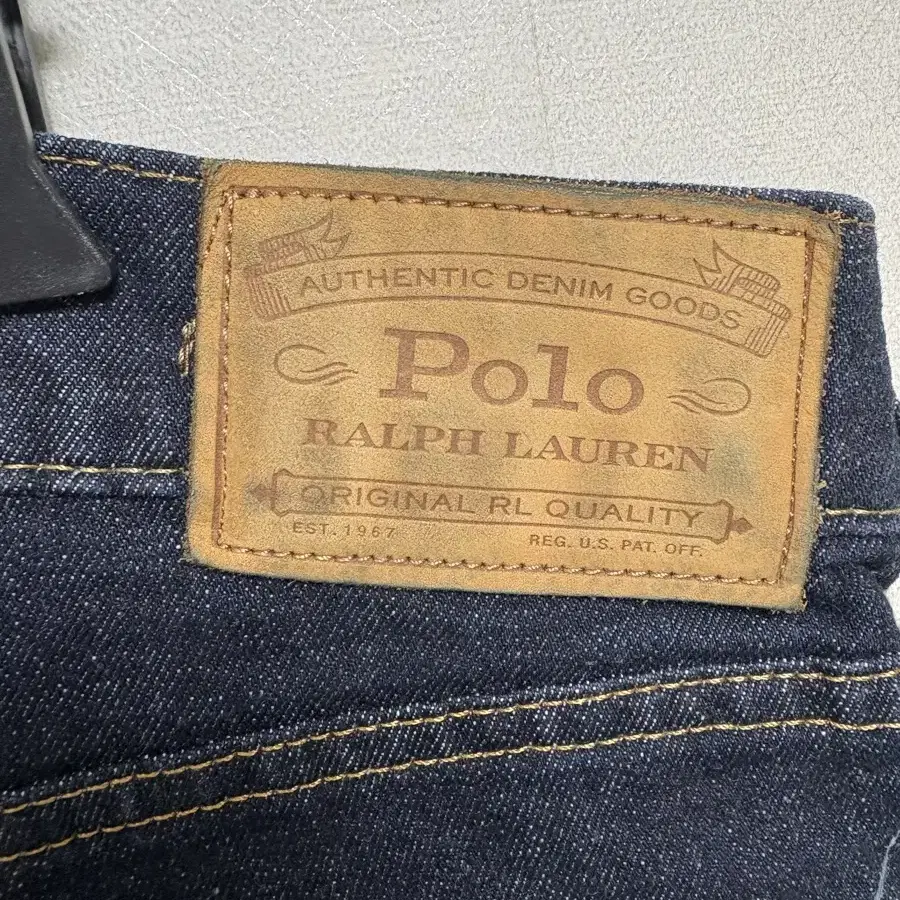 AUTHENTIC DENIM GOODS
Polo
RALPH LAUREN
ORIGINAL RL QUALITY
EST. 1967
REG. U.S. PAT. OFF.